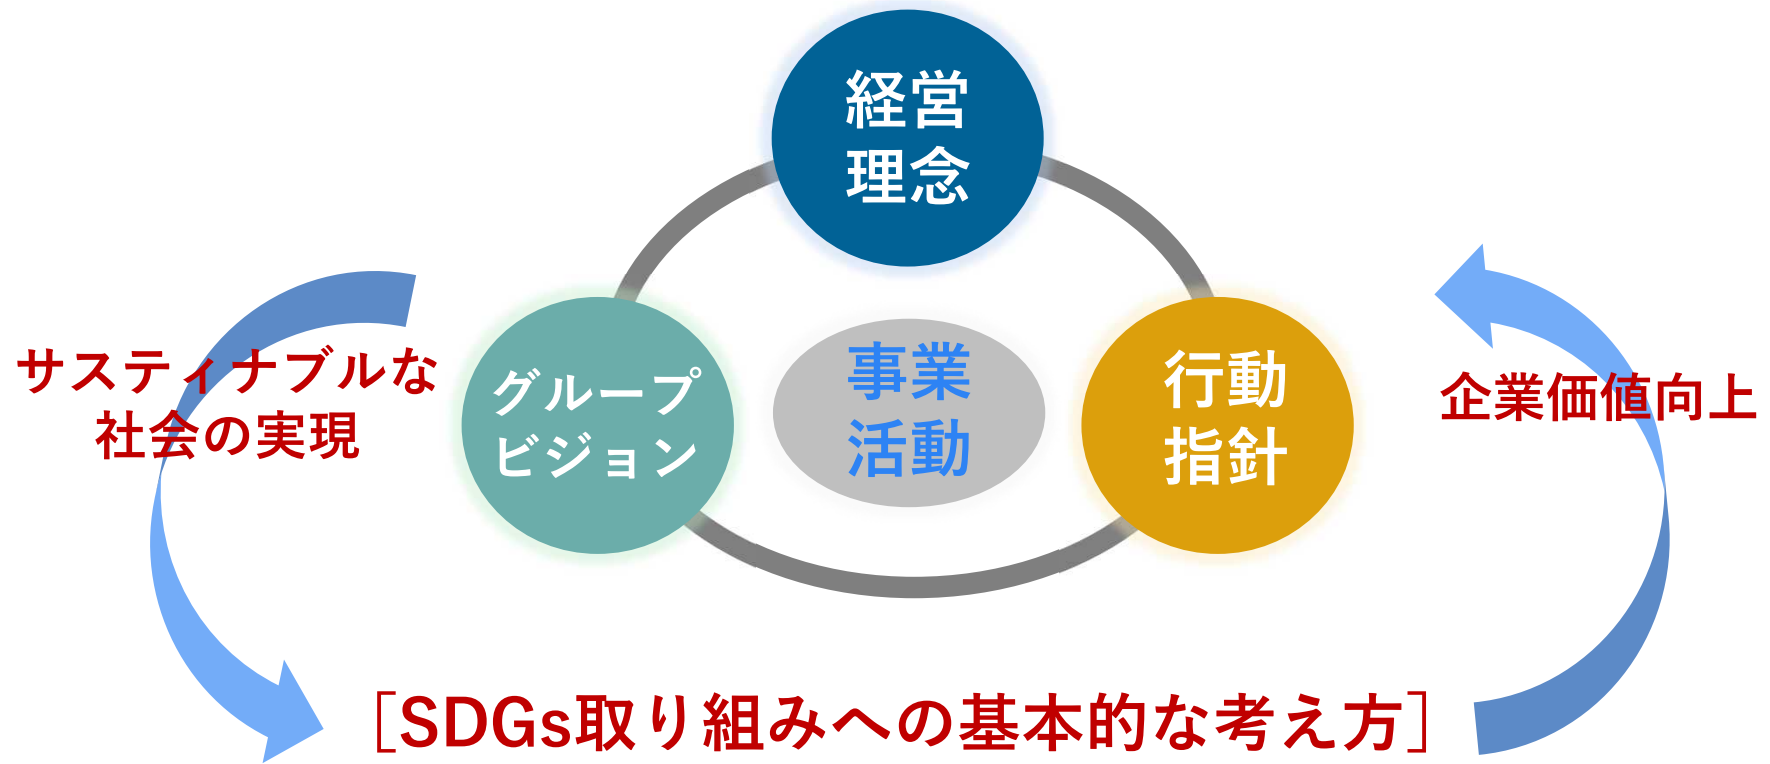 経営
理念
サスティナブルな
社会の実現
グループ
ビジョン
事業
活動
行動
指針
企業価値向上
［SDGs取り組みへの基本的な考え方］